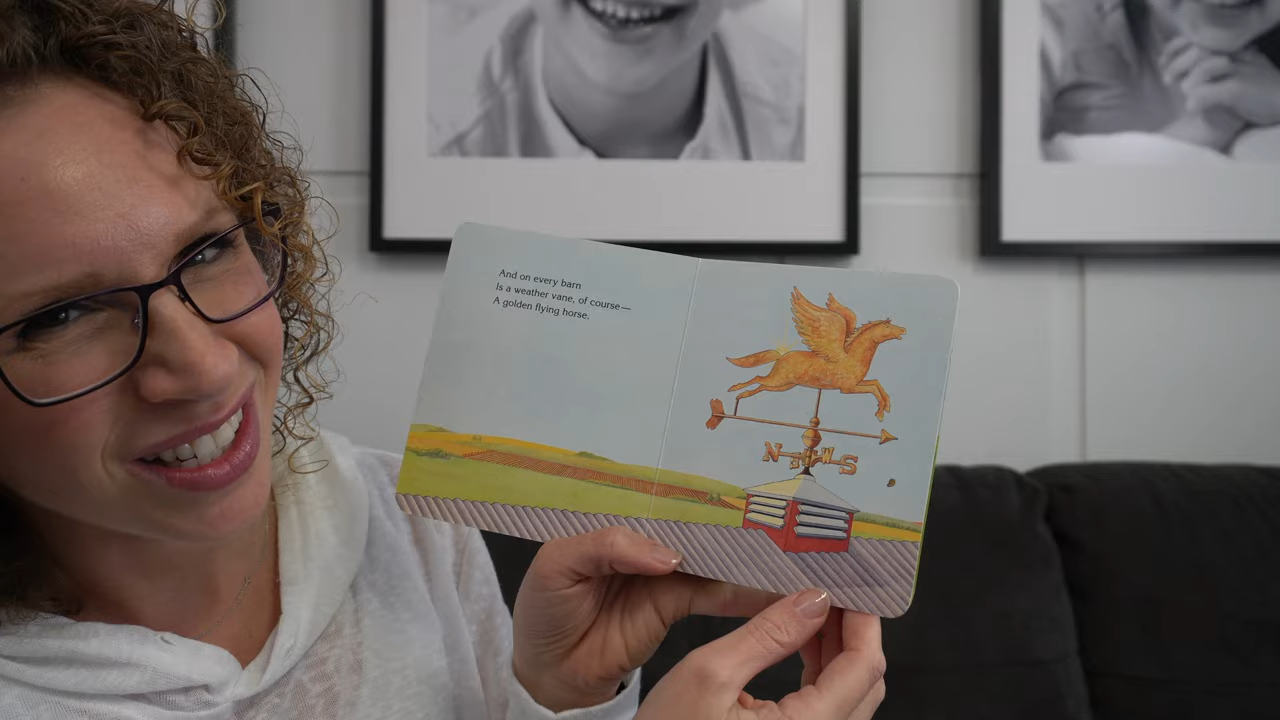 And on every barn
Is a weather vane, of course—
A golden flying horse.
N E W S